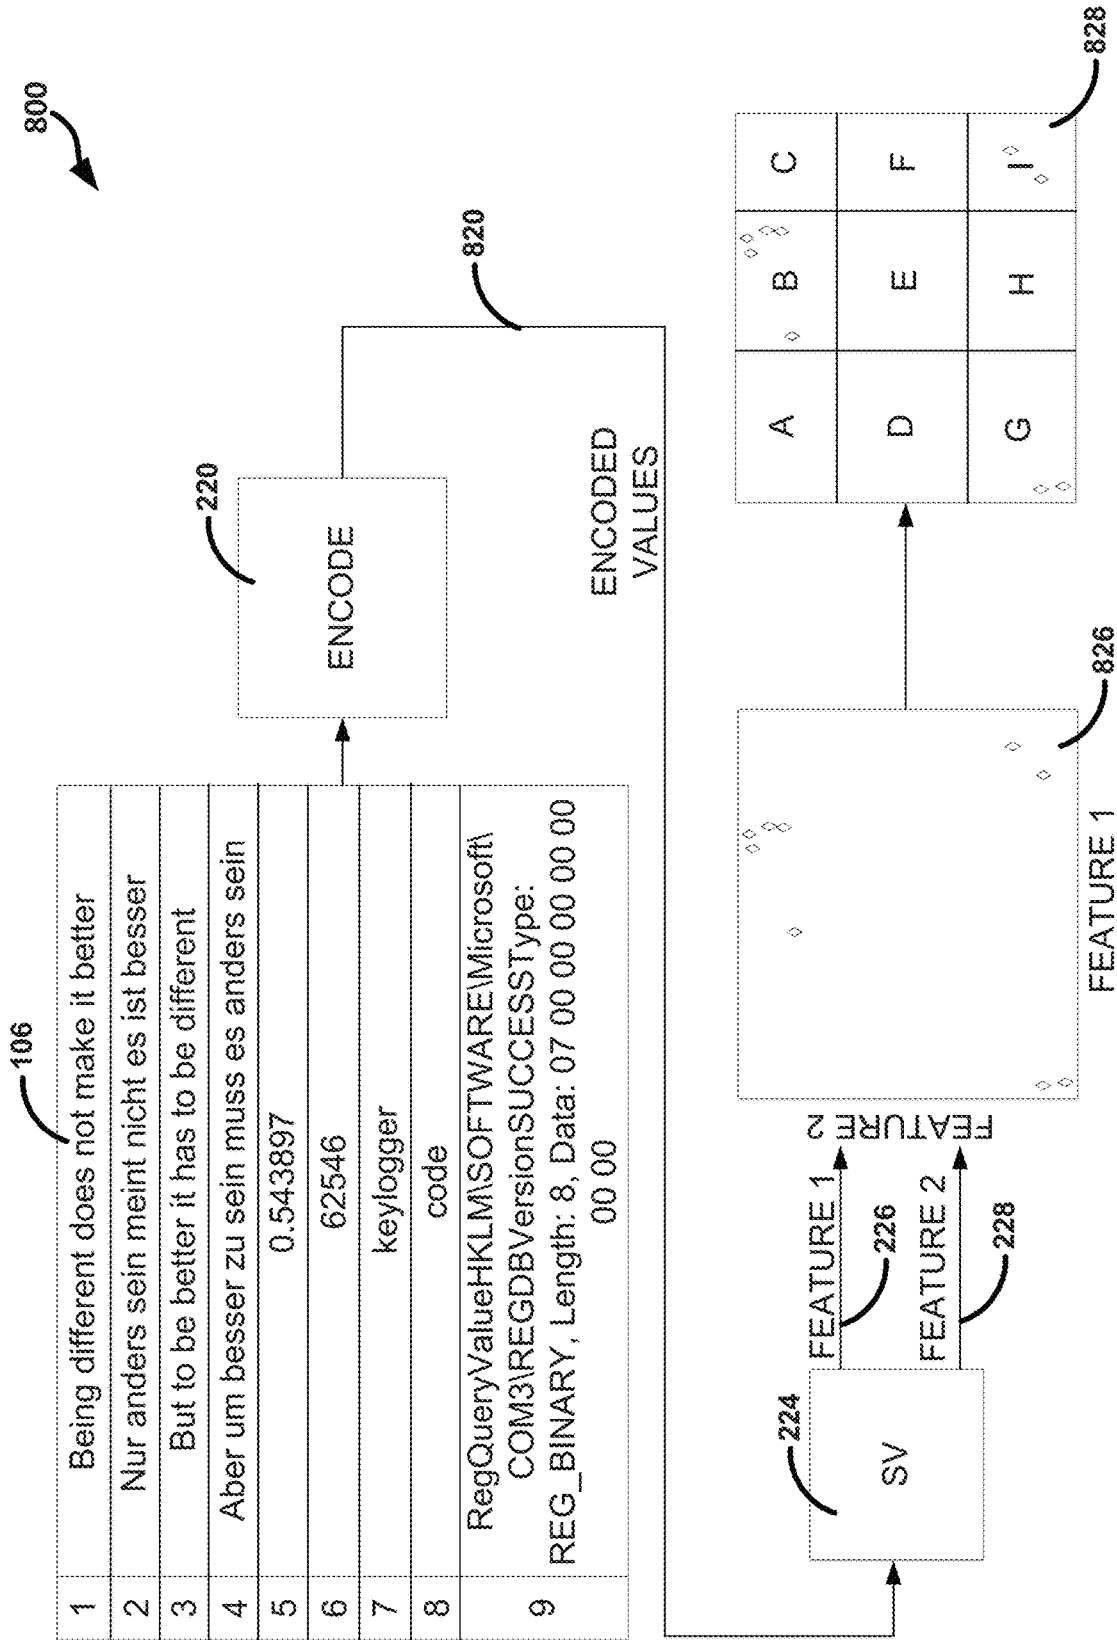 800
106
1 Being different does not make it better
2 Nur anders sein meint nicht es ist besser
3 But to be better it has to be different
4 Aber um besser zu sein muss es anders sein
5 0.543897
6 62546
7 keylogger
8 code
9 RegQueryValueHKLM\SOFTWARE\Microsoft\
COM3\REGDBVersionSUCCESSType:
REG_BINARY, Length: 8, Data: 07 00 00 00 00 00
00 00
220
ENCODE
820
ENCODED
VALUES
224
SV
FEATURE 1
226
FEATURE 2
228
FEATURE 2
FEATURE 1
826
A B C
D E F
G H I
828